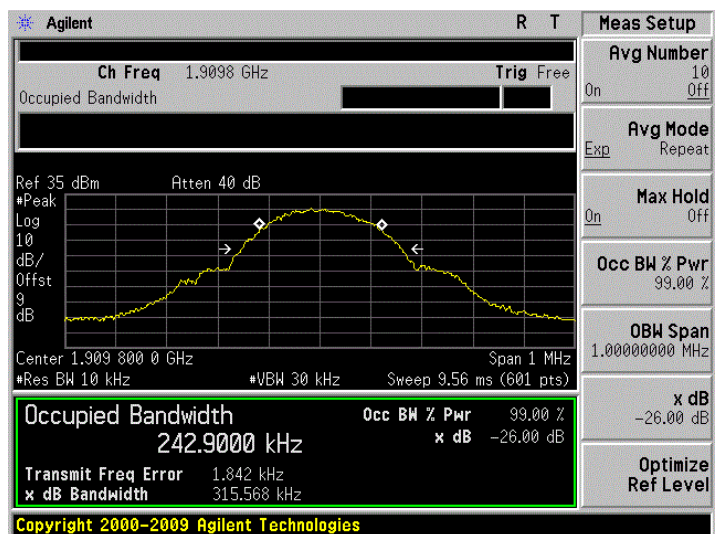 Agilent R T
Ch Freq 1.9098 GHz Trig Free
Occupied Bandwidth
Ref 35 dBm Atten 40 dB
#Peak
Log
10
dB/
Offst
9
dB
Center 1.909 800 0 GHz Span 1 MHz
#Res BW 10 kHz #VBW 30 kHz Sweep 9.56 ms (601 pts)
Occupied Bandwidth Occ BW % Pwr 99.00 %
242.9000 kHz x dB -26.00 dB
Transmit Freq Error 1.842 kHz
x dB Bandwidth 315.568 kHz
Copyright 2000-2009 Agilent Technologies
Meas Setup
Avg Number
10
On Off
Avg Mode
Exp Repeat
Max Hold
On Off
Occ BW % Pwr
99.00 %
OBW Span
1.00000000 MHz
x dB
-26.00 dB
Optimize
Ref Level